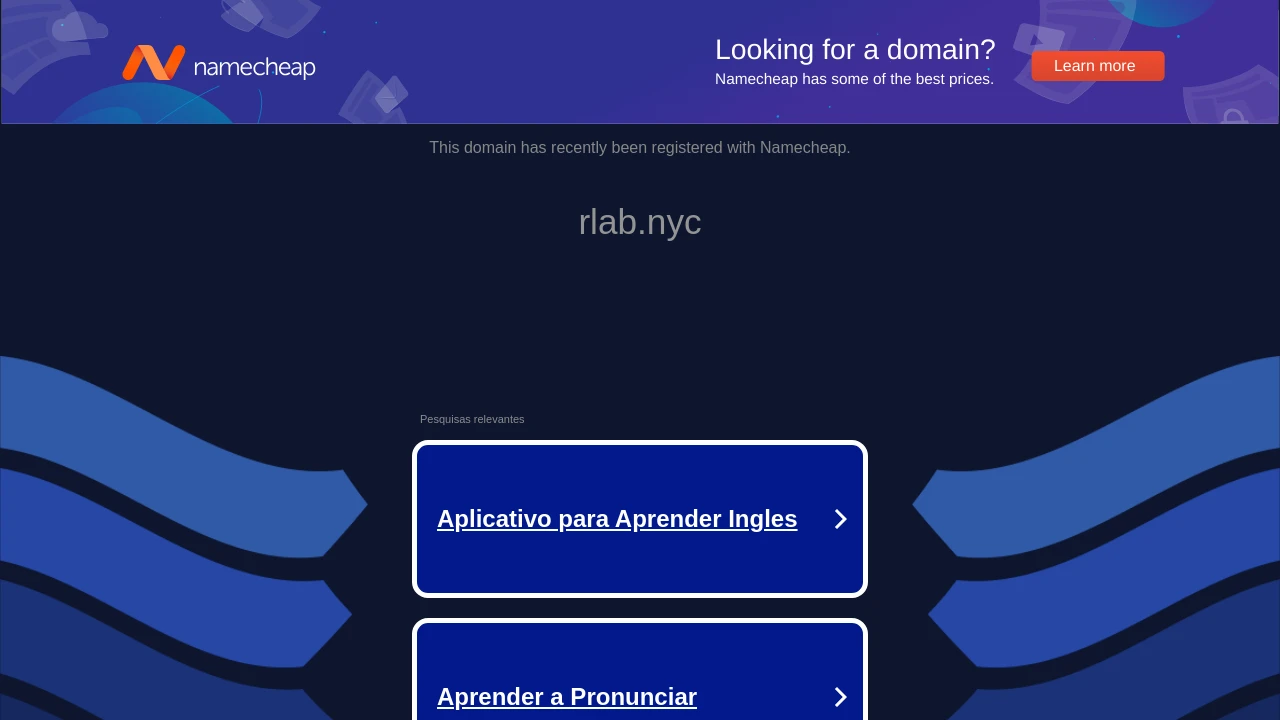 namecheap
Looking for a domain?
Namecheap has some of the best prices.
Learn more
This domain has recently been registered with Namecheap.
rlab.nyc
Pesquisas relevantes
Aplicativo para Aprender Ingles
Aprender a Pronunciar